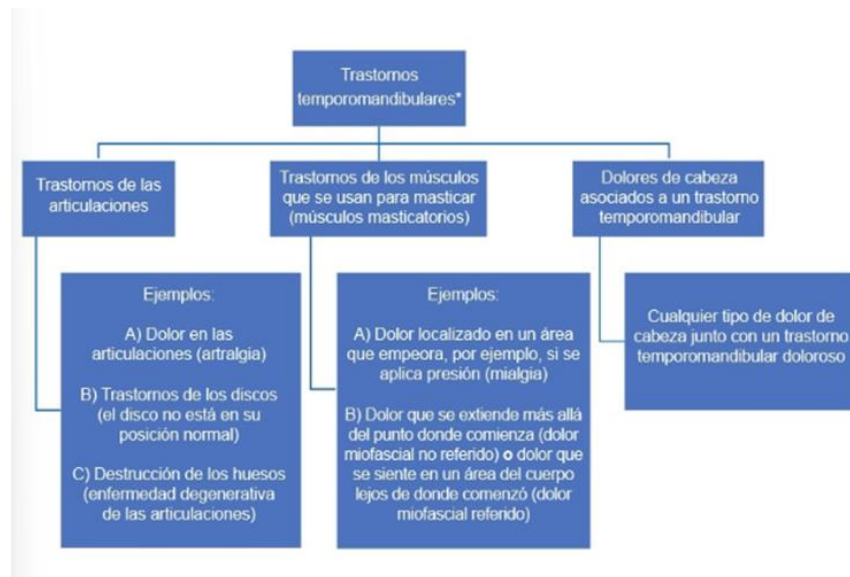 Trastornos
temporomandibulares*
Trastornos de las
articulaciones
Trastornos de los músculos
que se usan para masticar
(músculos masticatorios)
Dolores de cabeza
asociados a un trastorno
temporomandibular
Ejemplos:
A) Dolor en las
articulaciones (artralgia)
B) Trastornos de los discos
(el disco no está en su
posición normal)
C) Destrucción de los huesos
(enfermedad degenerativa
de las articulaciones)
Ejemplos:
A) Dolor localizado en un área
que empeora, por ejemplo, si se
aplica presión (mialgia)
B) Dolor que se extiende más allá
del punto donde comienza (dolor
miofascial no referido) o dolor que
se siente en un área del cuerpo
lejos de donde comenzó (dolor
miofascial referido)
Cualquier tipo de dolor de
cabeza junto con un trastorno
temporomandibular doloroso